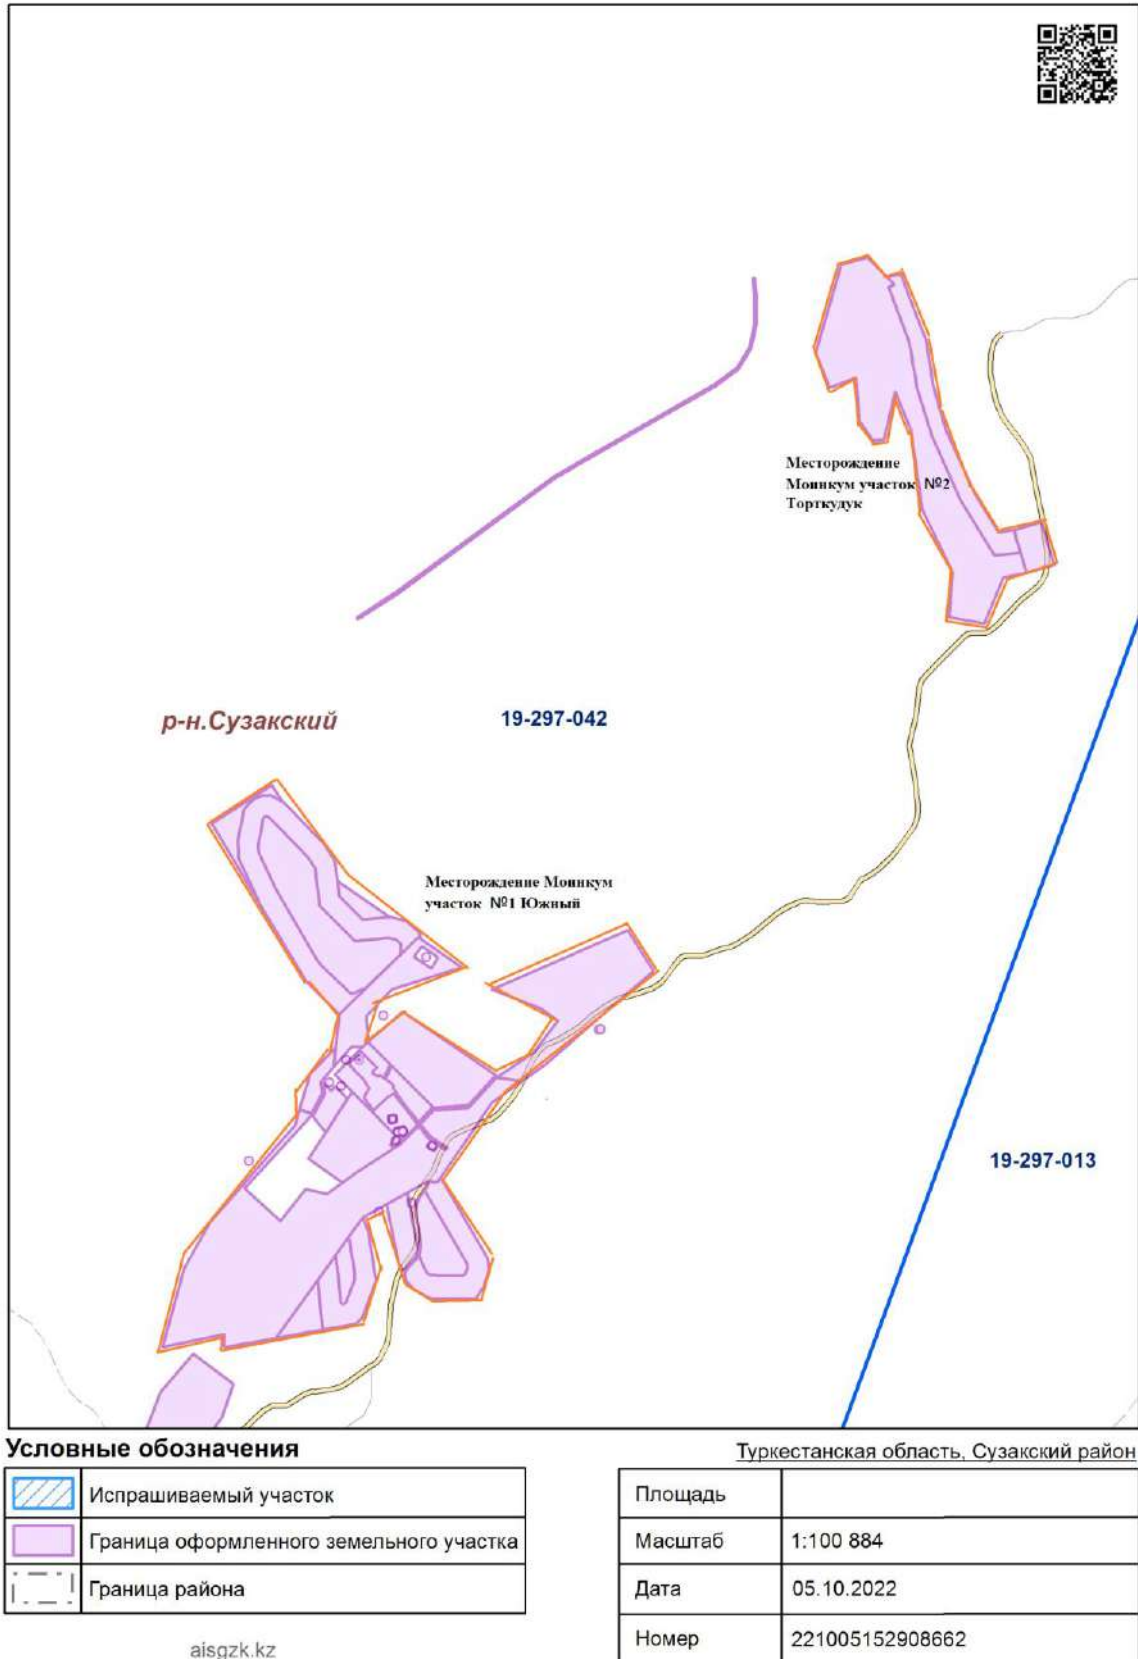 Месторождение
Моинкум участок №2
Торткудук
р-н.Сузакский
19-297-042
Месторождение Моинкум
участок №1 Южный
19-297-013
Условные обозначения
Испрашиваемый участок
Граница оформленного земельного участка
Граница района
aisgzk.kz
Туркестанская область, Сузакский район
Площадь
Масштаб 1:100 884
Дата 05.10.2022
Номер 221005152908662